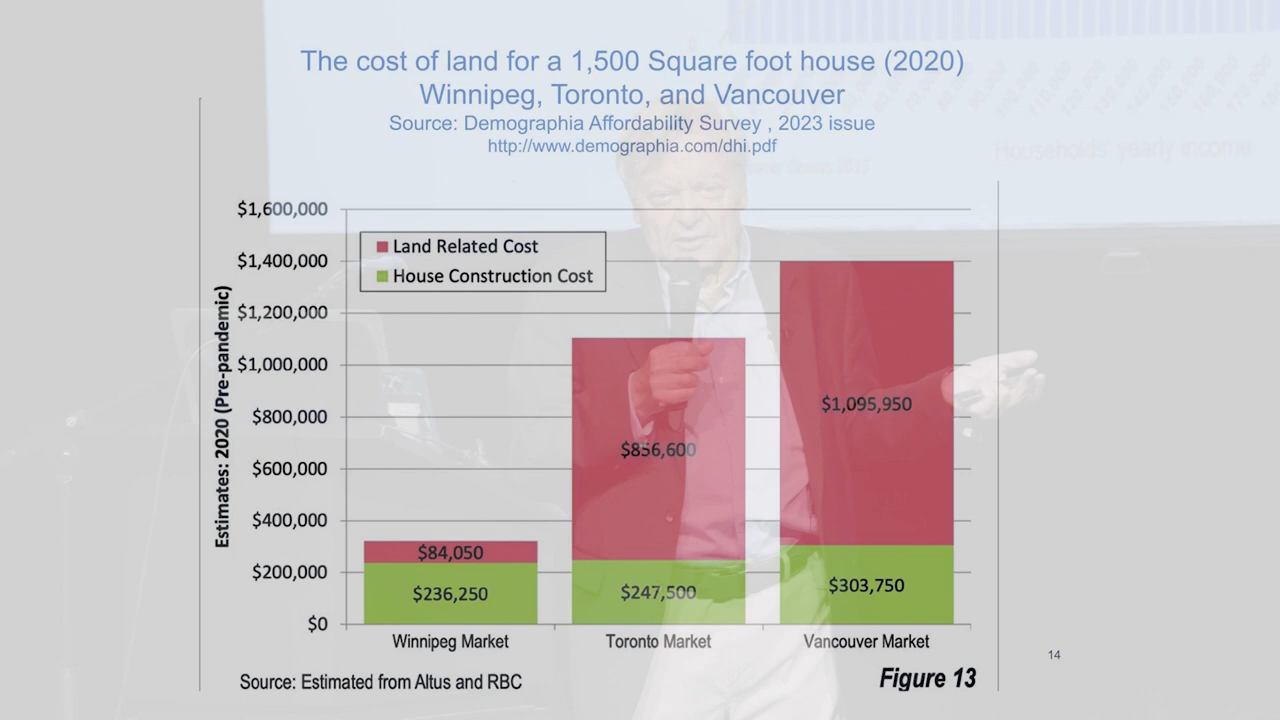 The cost of land for a 1,500 Square foot house (2020)
Winnipeg, Toronto, and Vancouver
Source: Demographia Affordability Survey , 2023 issue
http://www.demographia.com/dhi.pdf
Households' yearly income
$1,600,000
$1,400,000
$1,200,000
$1,000,000
$800,000
$600,000
$400,000
$200,000
$0
Estimates: 2020 (Pre-pandemic)
Land Related Cost
House Construction Cost
$84,050
$236,250
$856,600
$247,500
$1,095,950
$303,750
Winnipeg Market
Toronto Market
Vancouver Market
Source: Estimated from Altus and RBC
Figure 13
14